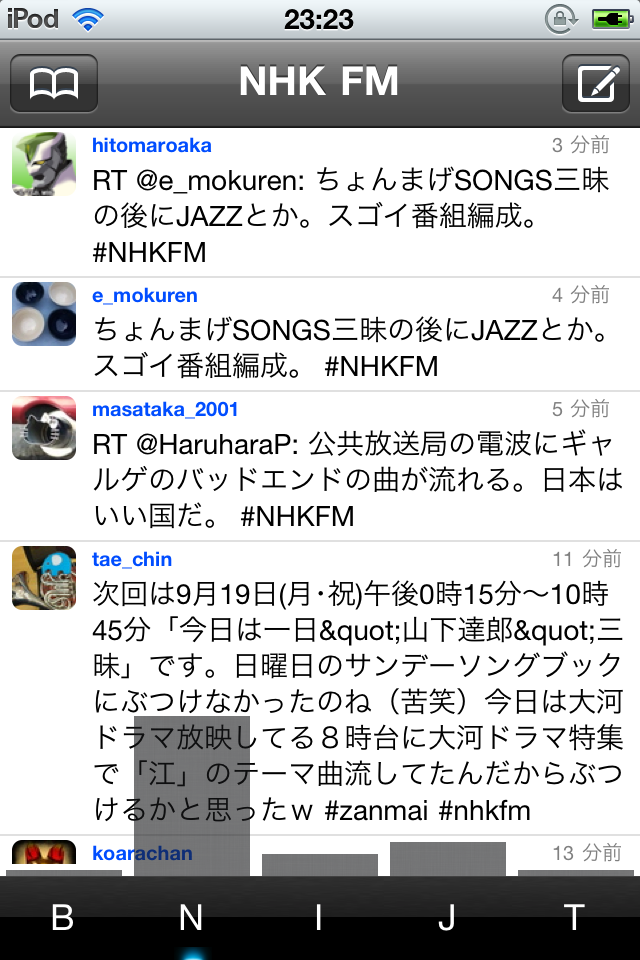 iPod 23:23
NHK FM
hitomaroaka 3 分前
RT @e_mokuren: ちょんまげSONGS三昧
の後にJAZZとか。スゴイ番組編成。
#NHKFM
e_mokuren 4 分前
ちょんまげSONGS三昧の後にJAZZとか。
スゴイ番組編成。 #NHKFM
masataka_2001 5 分前
RT @HaruharaP: 公共放送局の電波にギャ
ルゲのバッドエンドの曲が流れる。日本は
いい国だ。 #NHKFM
tae_chin 11 分前
次回は9月19日(月･祝)午後0時15分〜10時
45分「今日は一日&quot;山下達郎&quot;三
昧」です。日曜日のサンデーソングブック
にぶつけなかったのね（苦笑）今日は大河
ドラマ放映してる８時台に大河ドラマ特集
で「江」のテーマ曲流してたんだからぶつ
けるかと思ったｗ #zanmai #nhkfm
koarachan 13 分前
B N I J T